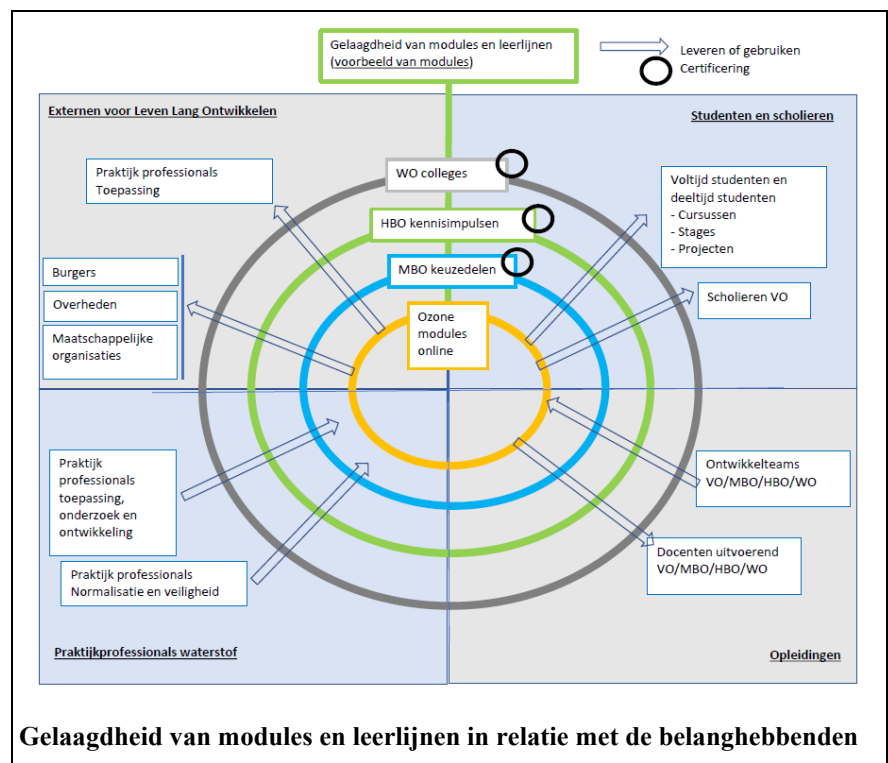 Gelaagdheid van modules en leerlijnen
(voorbeeld van modules)
Leveren of gebruiken
Certificering
Externen voor Leven Lang Ontwikkelen
Studenten en scholieren
Praktijk professionals
Toepassing
WO colleges
Voltijd studenten en
deeltijd studenten
- Cursussen
- Stages
- Projecten
HBO kennisimpulsen
MBO keuzedelen
Burgers
Overheden
Maatschappelijke
organisaties
Scholieren VO
Ozone
modules
online
Praktijk
professionals
toepassing,
onderzoek en
ontwikkeling
Ontwikkelteams
VO/MBO/HBO/WO
Praktijk professionals
Normalisatie en veiligheid
Docenten uitvoerend
VO/MBO/HBO/WO
Praktijkprofessionals waterstof
Opleidingen
Gelaagdheid van modules en leerlijnen in relatie met de belanghebbenden